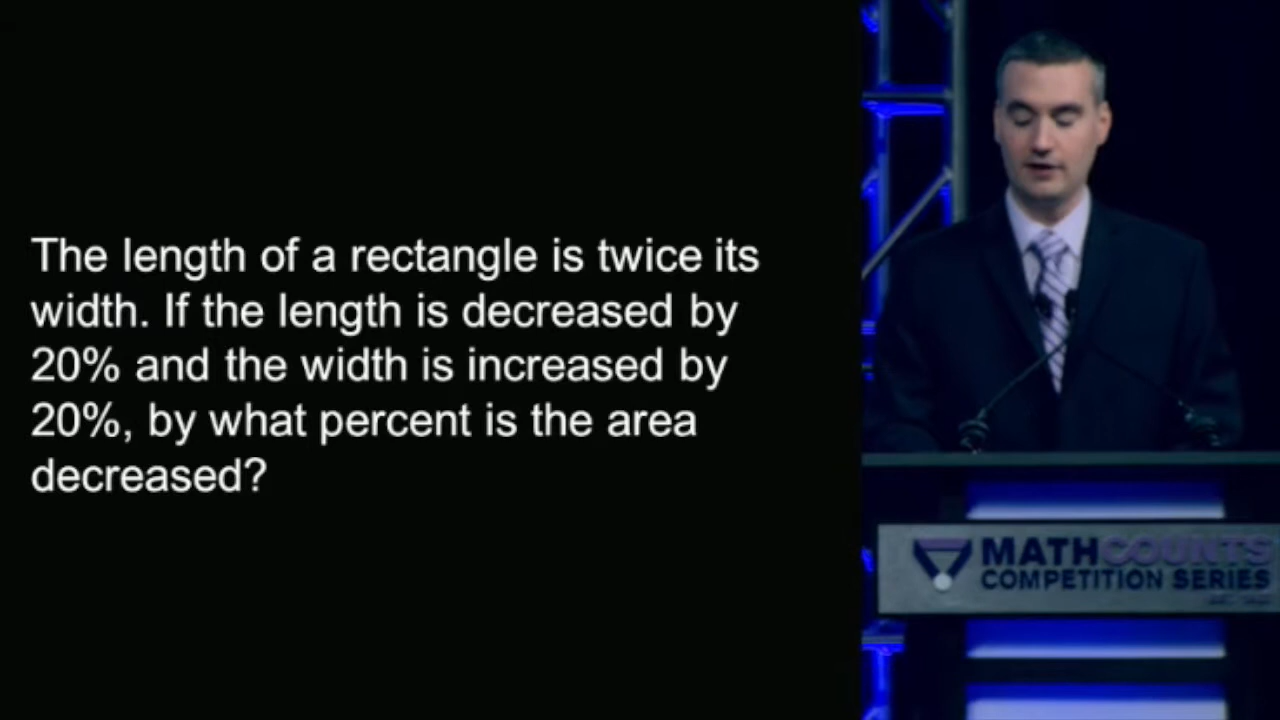 The length of a rectangle is twice its
width. If the length is decreased by
20% and the width is increased by
20%, by what percent is the area
decreased?
MATHCOUNTS
COMPETITION SERIES